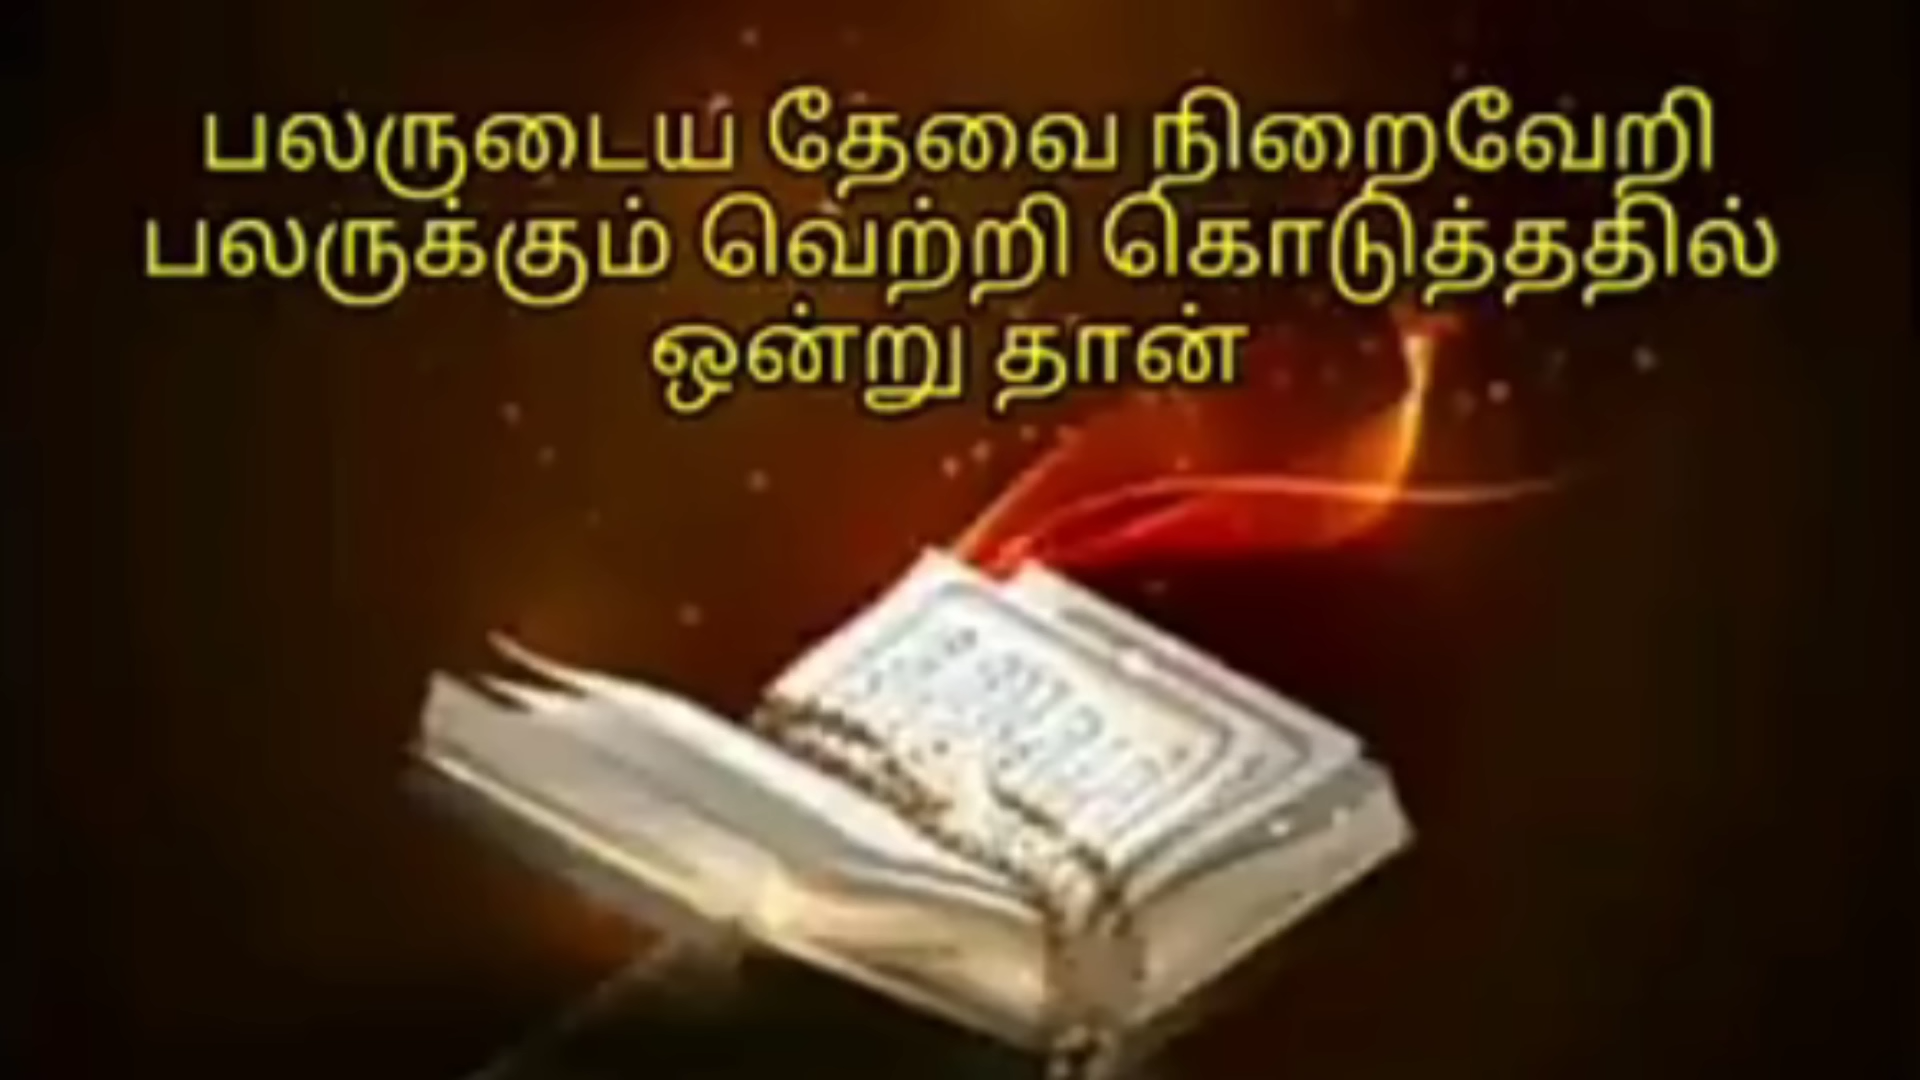 பலருடைய தேவை நிறைவேறி
பலருக்கும் வெற்றி கொடுத்ததில்
ஒன்று தான்